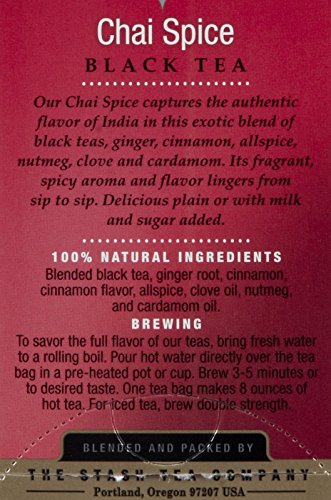 Chai Spice
BLACK TEA
Our Chai Spice captures the authentic
flavor of India in this exotic blend of
black teas, ginger, cinnamon, allspice,
nutmeg, clove and cardamom. Its fragrant,
spicy aroma and flavor lingers from
sip to sip. Delicious plain or with milk
and sugar added.
100% NATURAL INGREDIENTS
Blended black tea, ginger root, cinnamon,
cinnamon flavor, allspice, clove oil, nutmeg,
and cardamom oil.
BREWING
To savor the full flavor of our teas, bring fresh water
to a rolling boil. Pour hot water directly over the tea
bag in a pre-heated pot or cup. Brew 3-5 minutes or
to desired taste. One tea bag makes 8 ounces of
hot tea. For iced tea, brew double strength.
BLENDED AND PACKED BY
THE STASH TEA COMPANY
Portland, Oregon 97207 USA